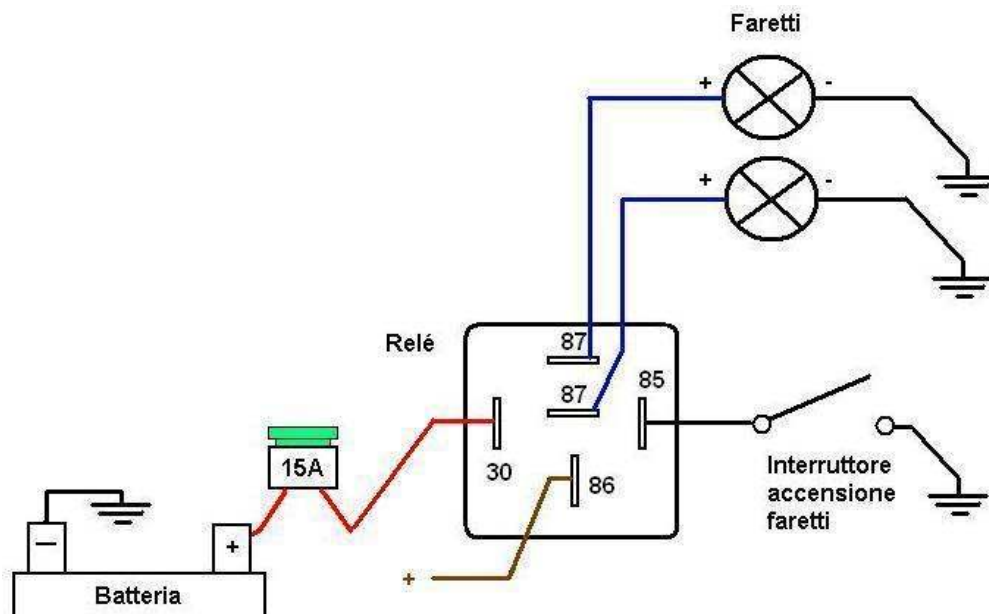 Faretti
+
-
+
-
Relé
87
87
85
30
86
15A
Interruttore
accensione
faretti
—
+
+
Batteria